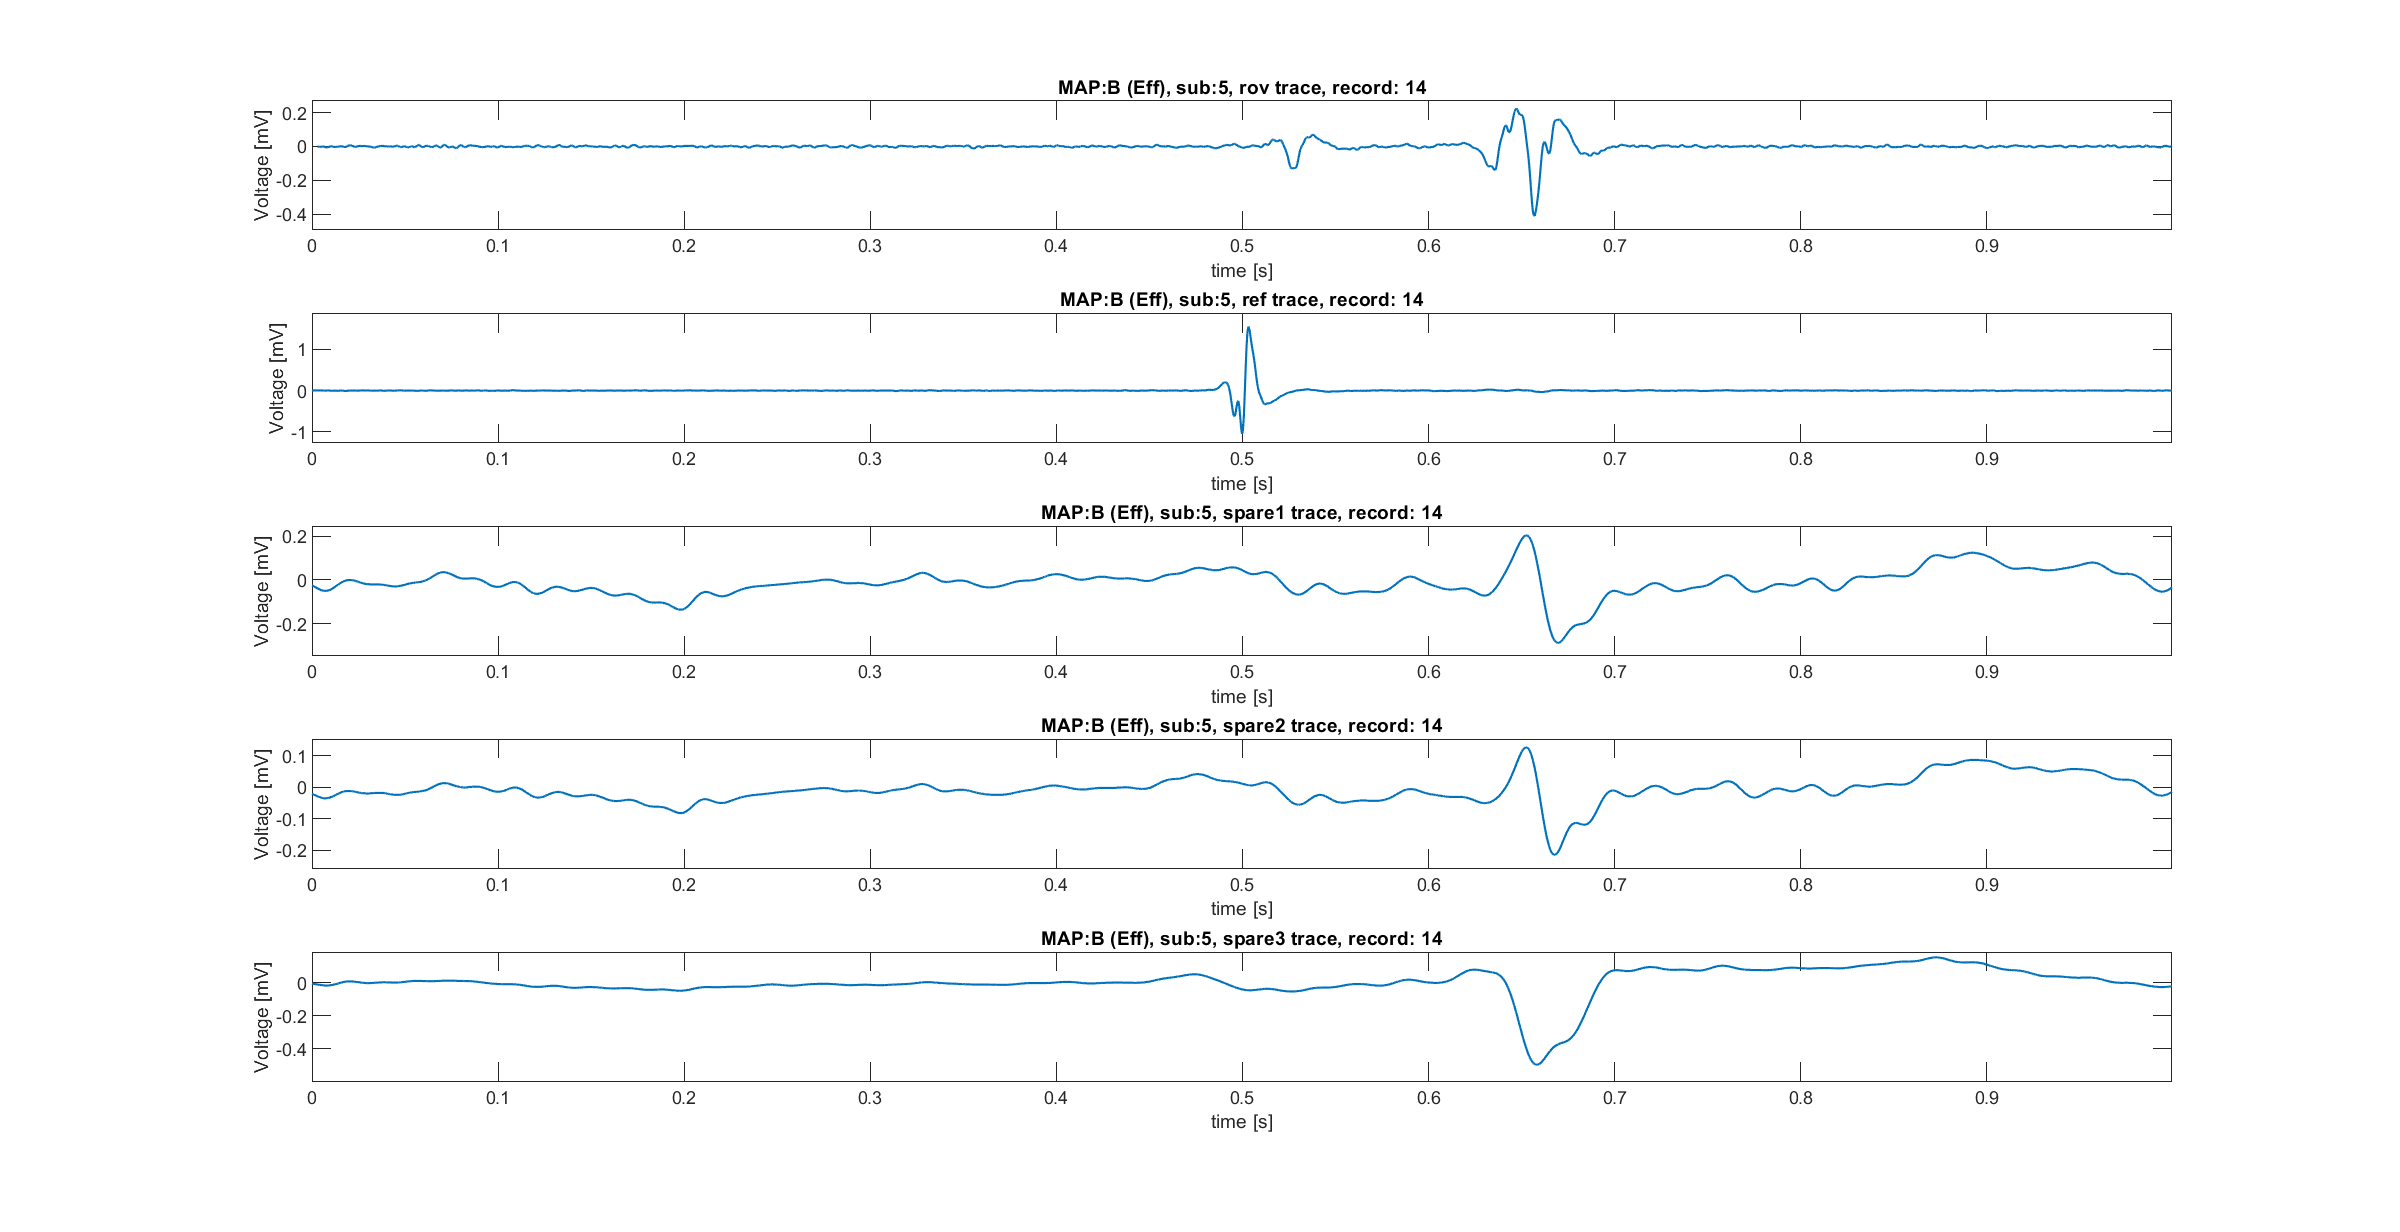 MAP:B (Eff), sub:5, rov trace, record: 14
Voltage [mV]
0.2
0
-0.2
-0.4
0 0.1 0.2 0.3 0.4 0.5 0.6 0.7 0.8 0.9
time [s]
MAP:B (Eff), sub:5, ref trace, record: 14
Voltage [mV]
1
0
-1
0 0.1 0.2 0.3 0.4 0.5 0.6 0.7 0.8 0.9
time [s]
MAP:B (Eff), sub:5, spare1 trace, record: 14
Voltage [mV]
0.2
0
-0.2
0 0.1 0.2 0.3 0.4 0.5 0.6 0.7 0.8 0.9
time [s]
MAP:B (Eff), sub:5, spare2 trace, record: 14
Voltage [mV]
0.1
0
-0.1
-0.2
0 0.1 0.2 0.3 0.4 0.5 0.6 0.7 0.8 0.9
time [s]
MAP:B (Eff), sub:5, spare3 trace, record: 14
Voltage [mV]
0
-0.2
-0.4
0 0.1 0.2 0.3 0.4 0.5 0.6 0.7 0.8 0.9
time [s]